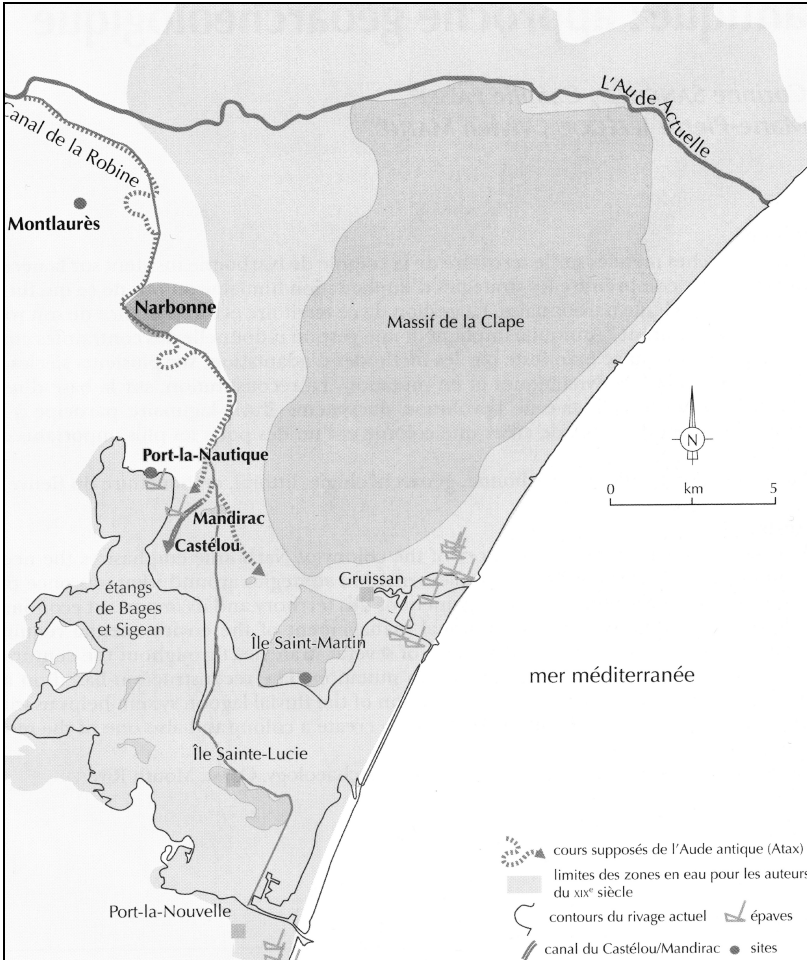 L'Aude Actuelle
Canal de la Robine
Montlaurès
Narbonne
Massif de la Clape
N
0 km 5
Port-la-Nautique
Mandirac
Castélou
Gruissan
étangs
de Bages
et Sigean
Île Saint-Martin
mer méditerranée
Île Sainte-Lucie
Port-la-Nouvelle
cours supposés de l'Aude antique (Atax)
limites des zones en eau pour les auteurs
du XIXe siècle
contours du rivage actuel
épaves
canal du Castélou/Mandirac
sites